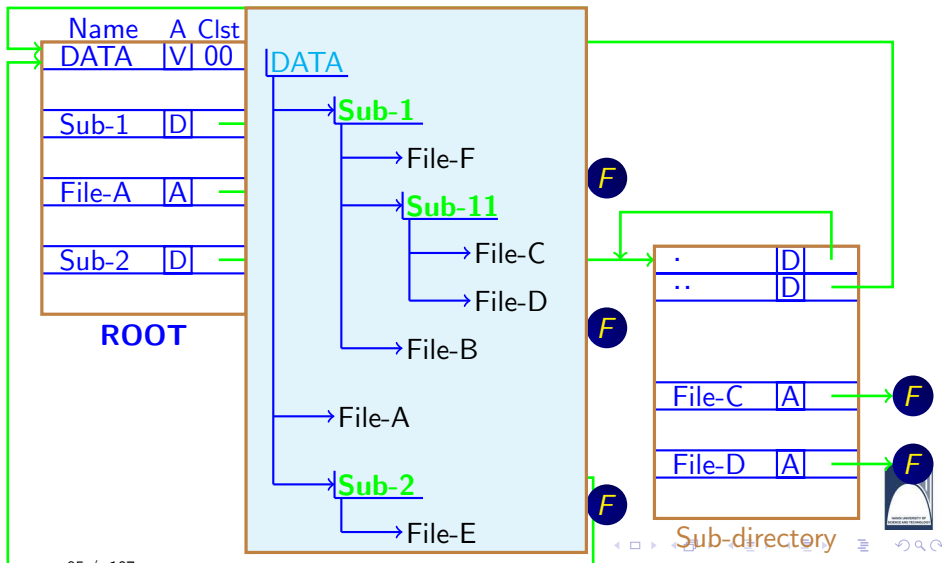 Name A Clst
DATA V 00
Sub-1 D
File-A A
Sub-2 D
ROOT
DATA
Sub-1
File-F
Sub-11
File-C
File-D
File-B
File-A
Sub-2
File-E
F
F
F
. D
.. D
File-C A F
File-D A F
Sub-directory